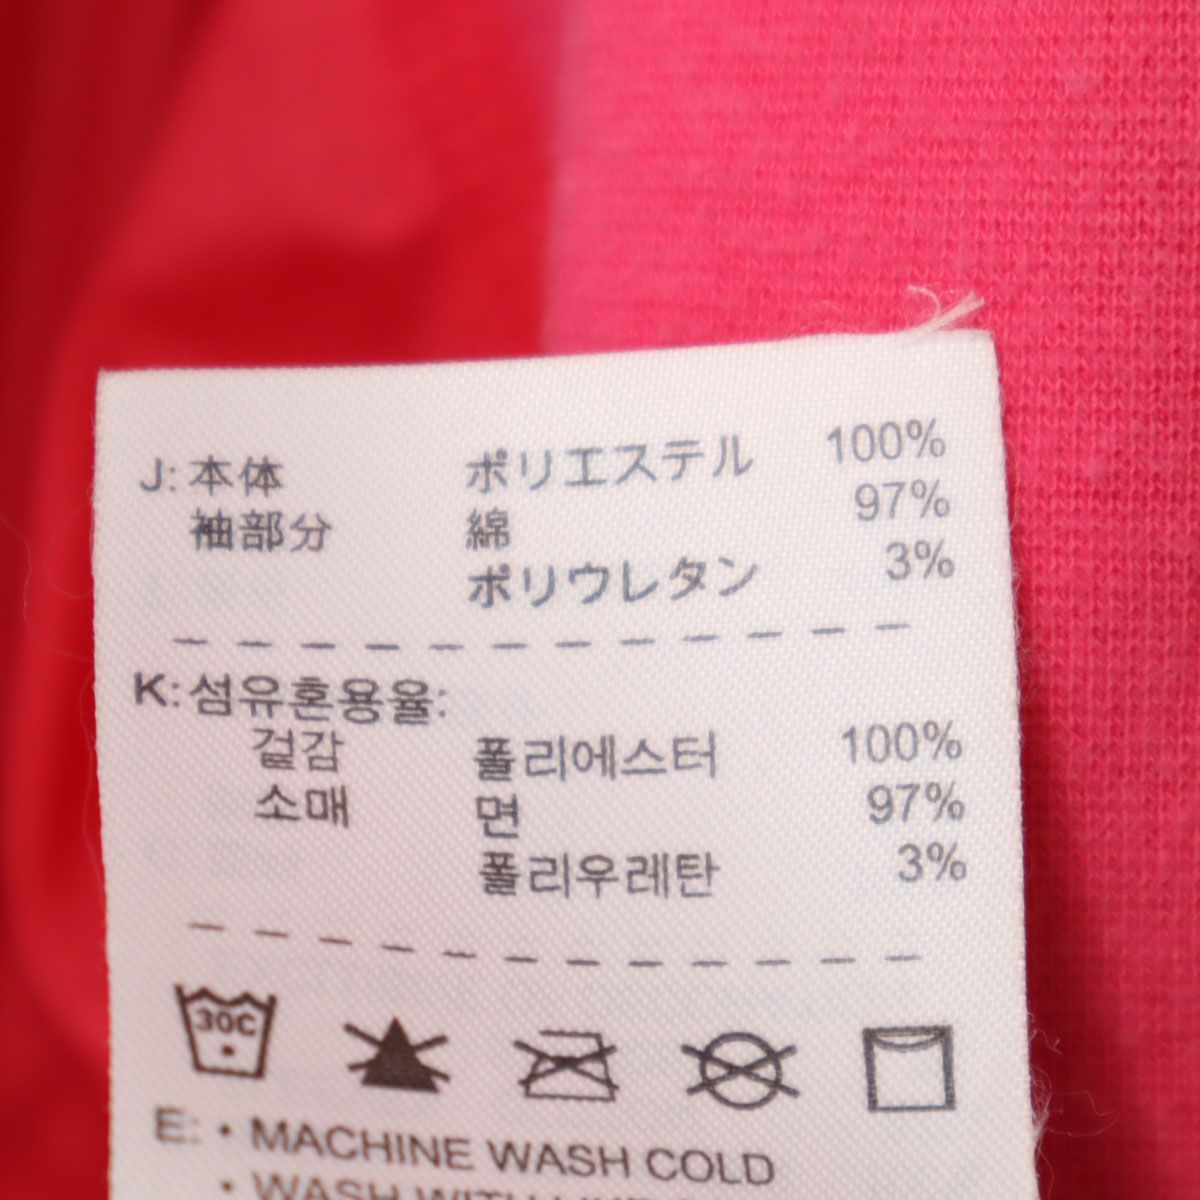 J: 本体 ポリエステル 100%
袖部分 綿 97%
ポリウレタン 3%
K: 섬유혼용율:
겉감 폴리에스터 100%
소매 면 97%
폴리우레탄 3%
30C
E: • MACHINE WASH COLD
• WASH WITH